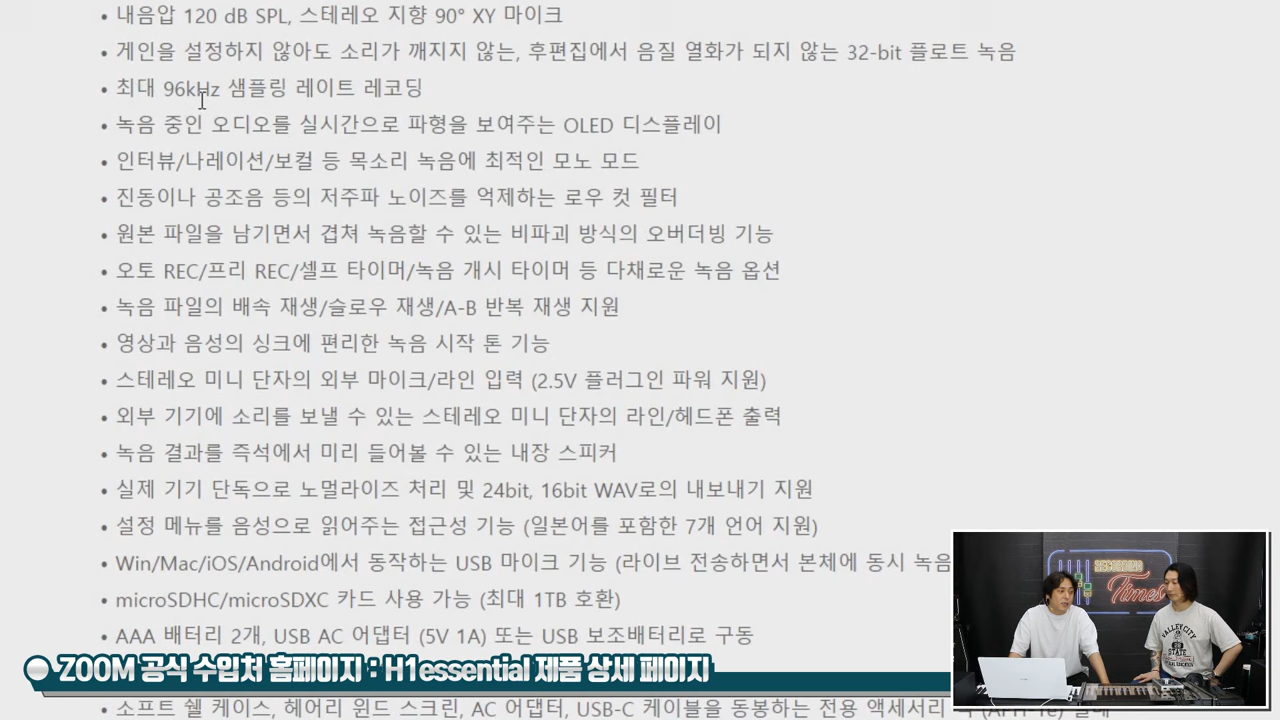 • 내음압 120 dB SPL, 스테레오 지향 90° XY 마이크
• 게인을 설정하지 않아도 소리가 깨지지 않는, 후편집에서 음질 열화가 되지 않는 32-bit 플로트 녹음
• 최대 96kHz 샘플링 레이트 레코딩
• 녹음 중인 오디오를 실시간으로 파형을 보여주는 OLED 디스플레이
• 인터뷰/나레이션/보컬 등 목소리 녹음에 최적인 모노 모드
• 진동이나 공조음 등의 저주파 노이즈를 억제하는 로우 컷 필터
• 원본 파일을 남기면서 겹쳐 녹음할 수 있는 비파괴 방식의 오버더빙 기능
• 오토 REC/프리 REC/셀프 타이머/녹음 개시 타이머 등 다채로운 녹음 옵션
• 녹음 파일의 배속 재생/슬로우 재생/A-B 반복 재생 지원
• 영상과 음성의 싱크에 편리한 녹음 시작 톤 기능
• 스테레오 미니 단자의 외부 마이크/라인 입력 (2.5V 플러그인 파워 지원)
• 외부 기기에 소리를 보낼 수 있는 스테레오 미니 단자의 라인/헤드폰 출력
• 녹음 결과를 즉석에서 미리 들어볼 수 있는 내장 스피커
• 실제 기기 단독으로 노멀라이즈 처리 및 24bit, 16bit WAV로의 내보내기 지원
• 설정 메뉴를 음성으로 읽어주는 접근성 기능 (일본어를 포함한 7개 언어 지원)
• Win/Mac/iOS/Android에서 동작하는 USB 마이크 기능 (라이브 전송하면서 본체에 동시 녹음
• microSDHC/microSDXC 카드 사용 가능 (최대 1TB 호환)
• AAA 배터리 2개, USB AC 어댑터 (5V 1A) 또는 USB 보조배터리로 구동
ZOOM 공식 수입처 홈페이지 : H1essential 제품 상세 페이지
• 소프트 쉘 케이스, 헤어리 윈드 스크린, AC 어댑터, USB-C 케이블을 동봉하는 전용 액세서리
RECORDING
Times
VALLEY CITY
STATE